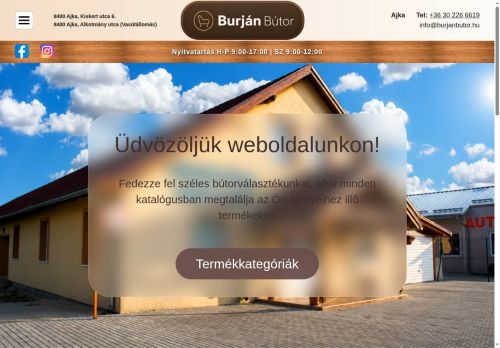 8400 Ajka, Kiskert utca 6.
8400 Ajka, Alkotmány utca (Vasútállomás)
Burján Bútor
Ajka Tel: +36 30 226 6619
info@burjanbutor.hu
Nyitvatartás H-P 9:00-17:00 | SZ 9:00-12:00
Üdvözöljük weboldalunkon!
Fedezze fel széles bútorválasztékunkat, ahol minden
katalógusban megtalálja az Ön igényeihez illő
termékeket!
Termékkategóriák
AUT